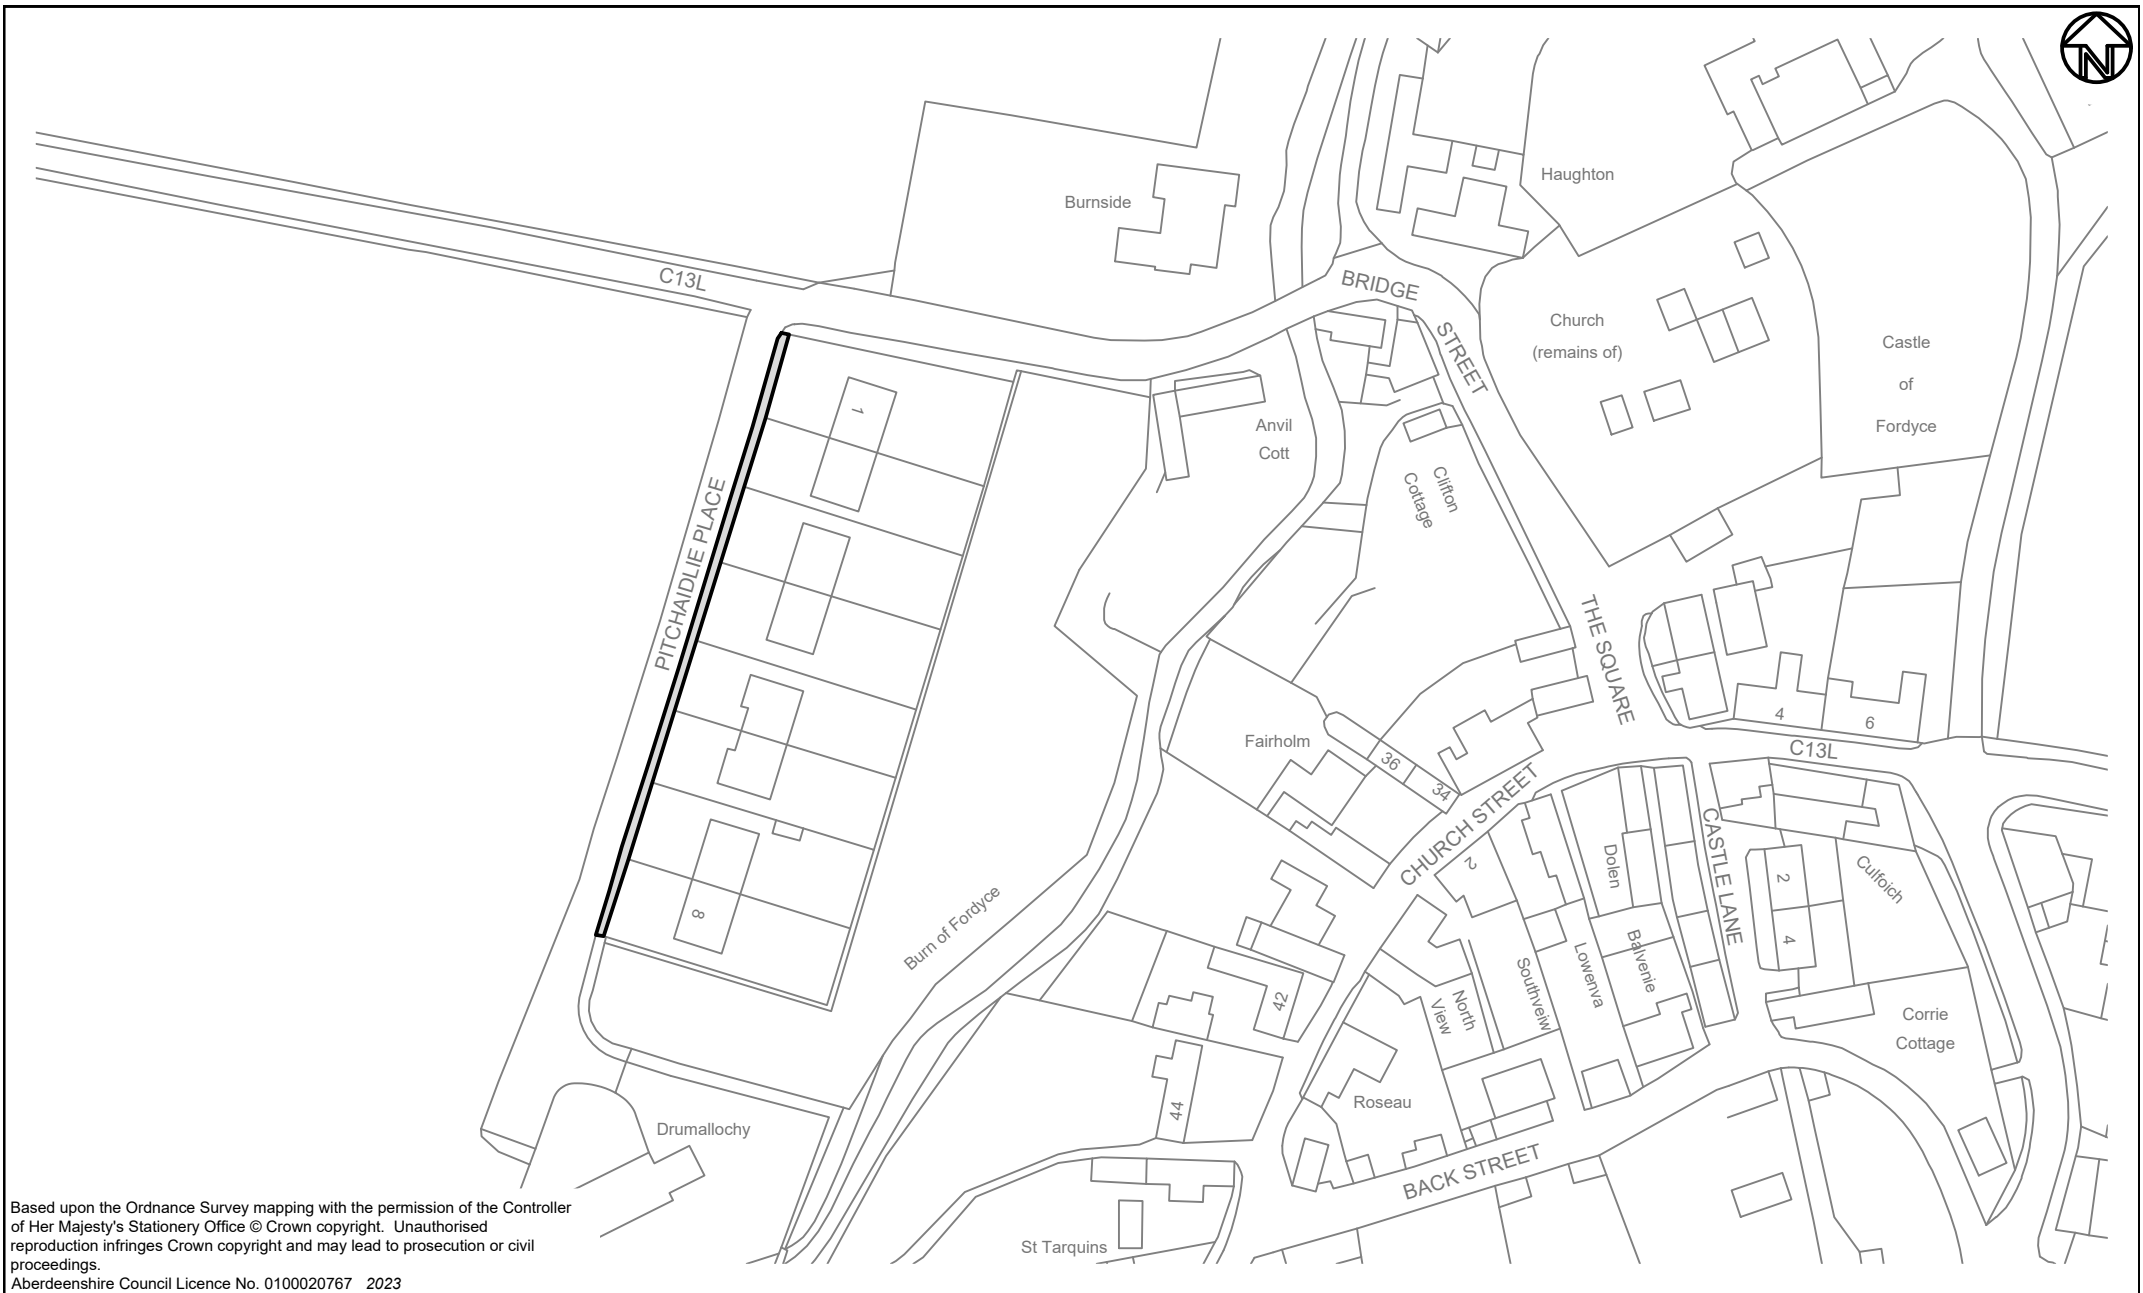 N
Burnside
Haughton
C13L
BRIDGE
STREET
Church
(remains of)
Castle
of
Fordyce
1
Anvil
Cott
Clifton
Cottage
PITCHAIDLIE PLACE
THE SQUARE
4
6
C13L
Fairholm
36
34
CHURCH STREET
2
Dolen
CASTLE LANE
2
4
Culfoich
8
Burn of Fordyce
42
North
View
Southveiw
Lowenva
Balvenie
Corrie
Cottage
44
Roseau
Drumallochy
BACK STREET
St Tarquins
Based upon the Ordnance Survey mapping with the permission of the Controller
of Her Majesty's Stationery Office © Crown copyright.  Unauthorised
reproduction infringes Crown copyright and may lead to prosecution or civil
proceedings.
Aberdeenshire Council Licence No. 0100020767   2023